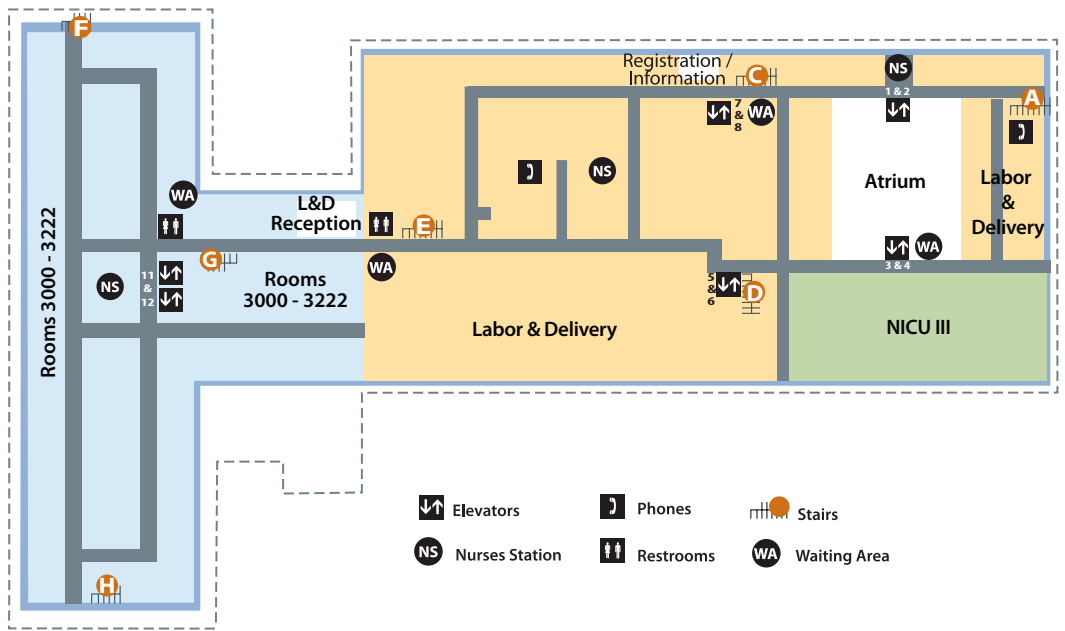 F
Registration /
Information
C
NS
1 & 2
A
7
&
8
WA
NS
Atrium
Labor
&
Delivery
WA
L&D
Reception
E
Rooms 3000 - 3222
G
WA
WA
3 & 4
NS
11
&
12
Rooms
3000 - 3222
5
&
6
D
Labor & Delivery
NICU III
Elevators
Phones
Stairs
NS
Nurses Station
Restrooms
WA
Waiting Area
H